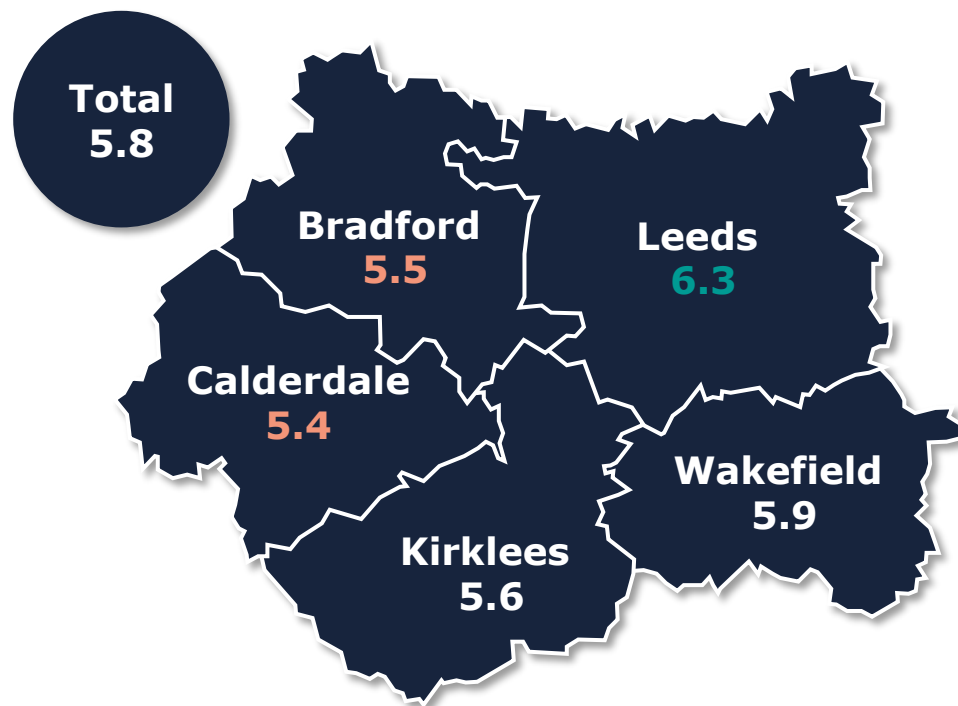 Total
5.8
Bradford
5.5
Leeds
6.3
Calderdale
5.4
Wakefield
5.9
Kirklees
5.6